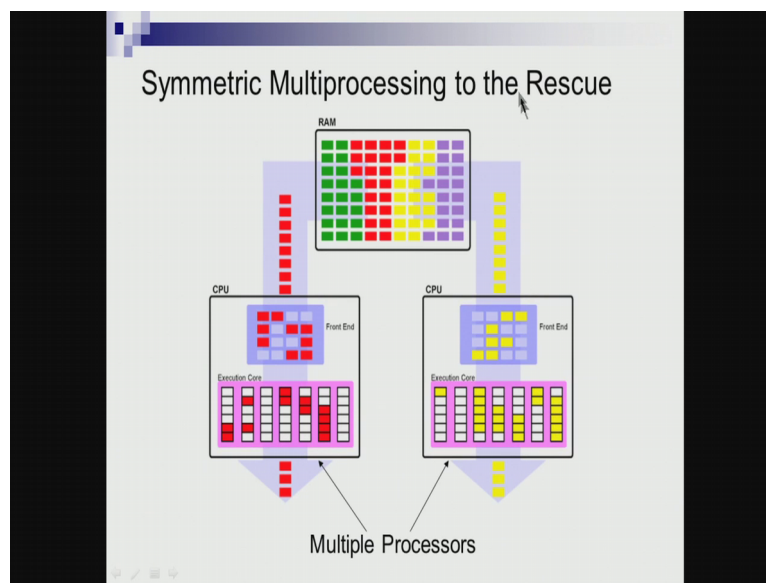 Symmetric Multiprocessing to the Rescue
RAM
CPU
Front End
Execution Core
CPU
Front End
Execution Core
Multiple Processors